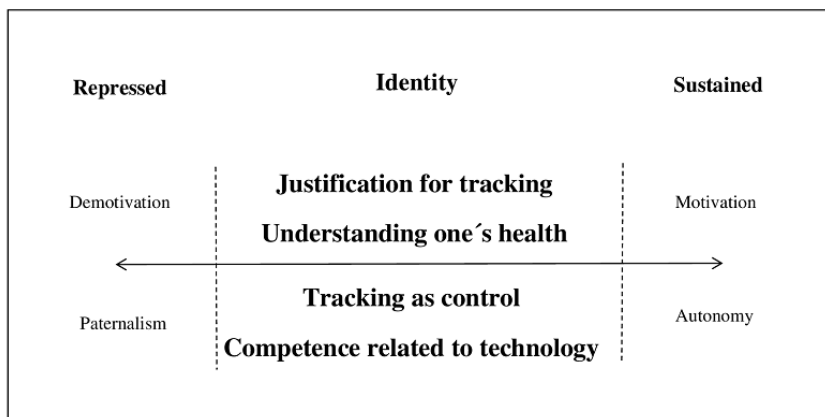 Repressed Identity Sustained
Demotivation Justification for tracking Motivation
Understanding one´s health
Paternalism Tracking as control Autonomy
Competence related to technology